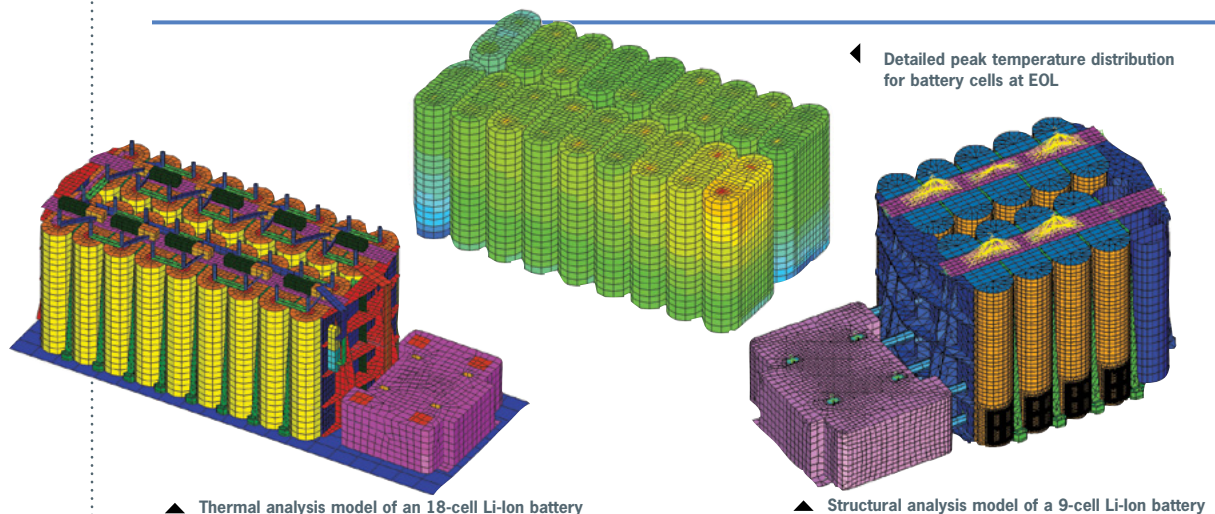 Detailed peak temperature distribution
for battery cells at EOL
Thermal analysis model of an 18-cell Li-Ion battery
Structural analysis model of a 9-cell Li-Ion battery